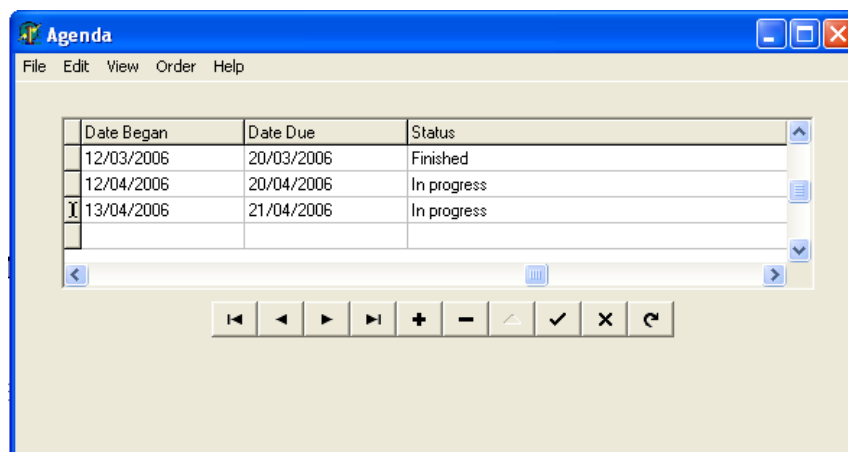 Agenda
File Edit View Order Help
Date Began Date Due Status
12/03/2006 20/03/2006 Finished
12/04/2006 20/04/2006 In progress
13/04/2006 21/04/2006 In progress